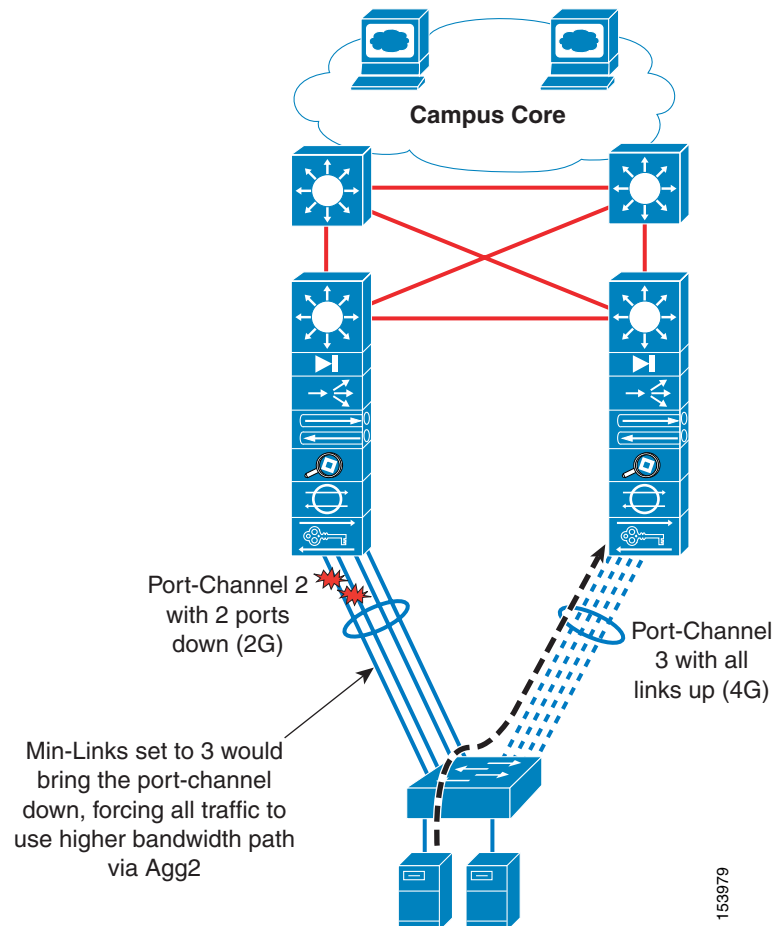 Campus Core
Port-Channel 2
with 2 ports
down (2G)
Port-Channel
3 with all
links up (4G)
Min-Links set to 3 would
bring the port-channel
down, forcing all traffic to
use higher bandwidth path
via Agg2
153979